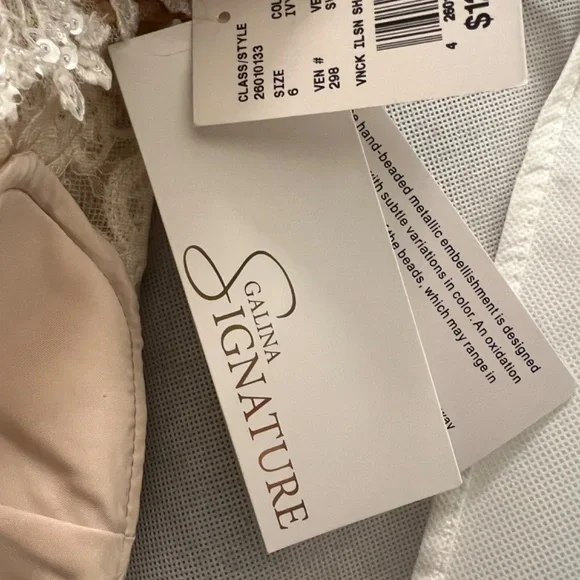 CLASS/STYLE
26010133
SIZE
6
VEN #
298
VNCK ILSN SH
4
GALINA
SIGNATURE
hand-beaded metallic embellishment is designed
with subtle variations in color. An oxidation
the beads, which may range in